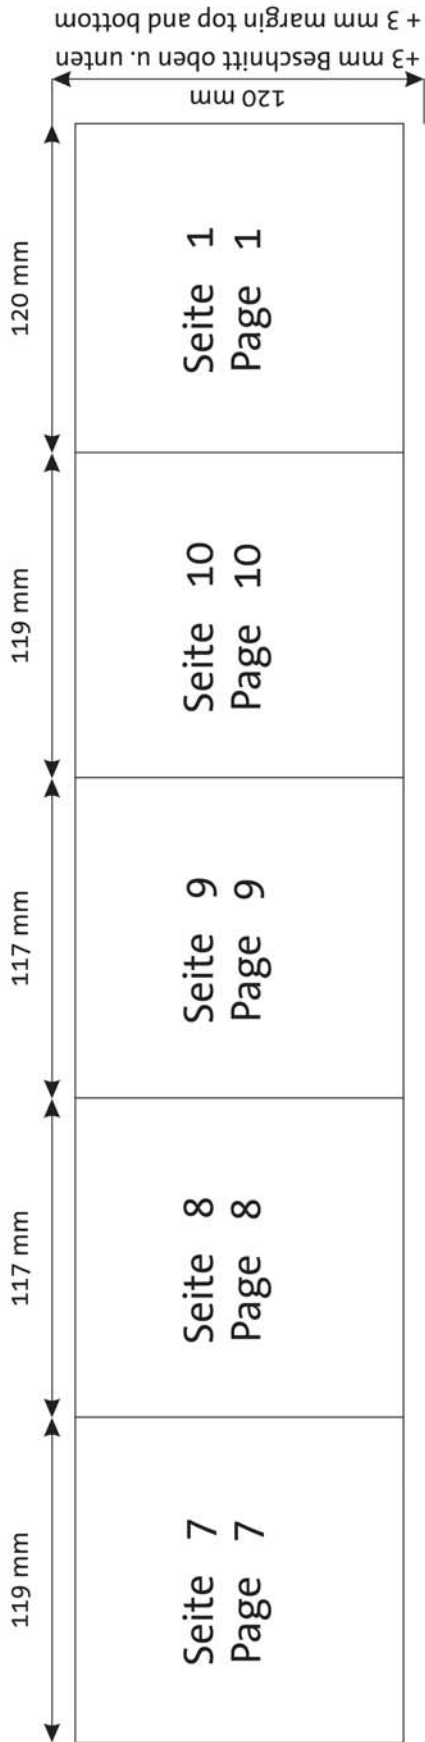 119 mm
117 mm
117 mm
119 mm
120 mm
Seite 7
Page 7
Seite 8
Page 8
Seite 9
Page 9
Seite 10
Page 10
Seite 1
Page 1
120 mm
+3 mm Beschnitt oben u. unten
+ 3 mm margin top and bottom